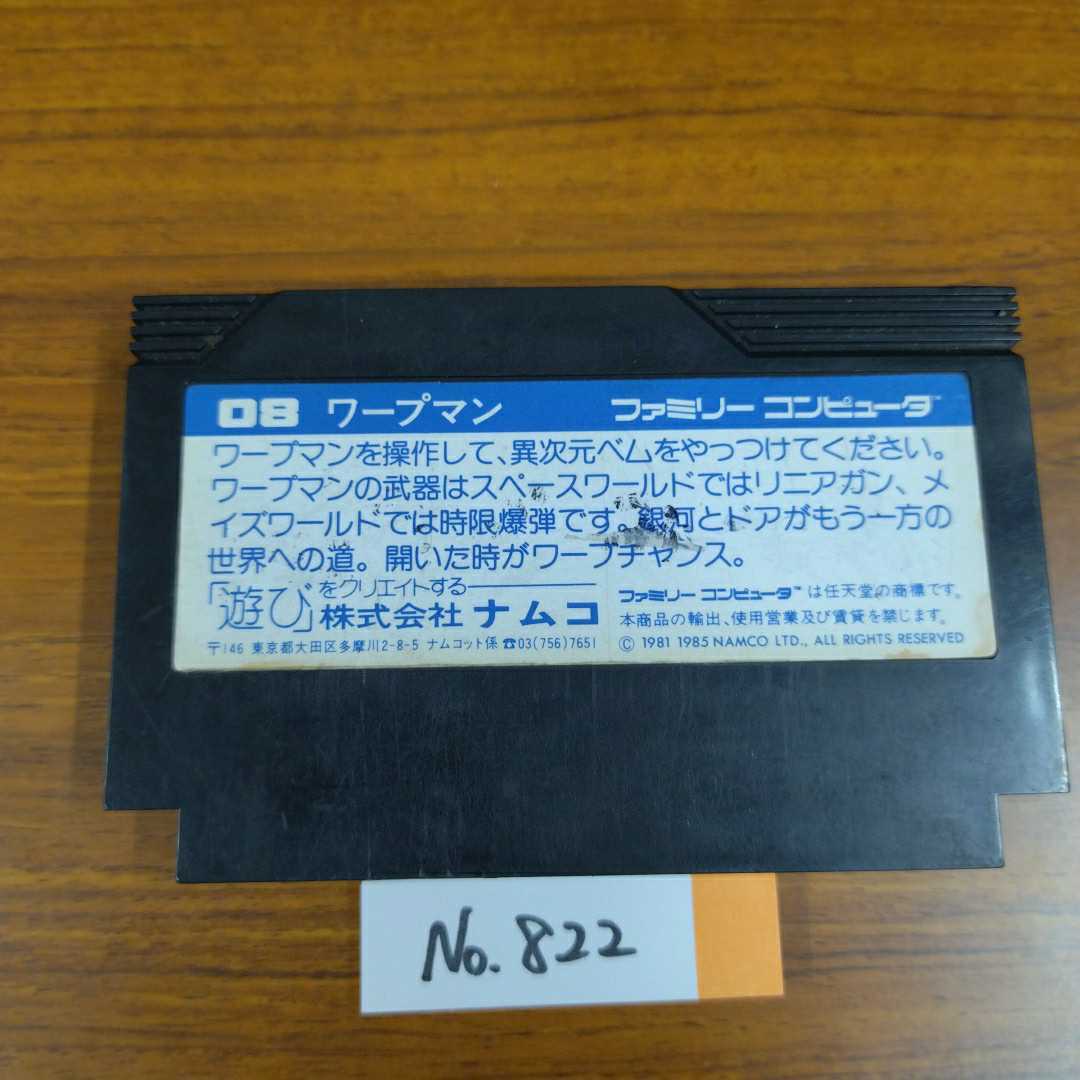 08 ワープマン ファミリー コンピュータ™
ワープマンを操作して、異次元ベムをやっつけてください。
ワープマンの武器はスペースワールドではリニアガン、メ
イズワールドでは時限爆弾です。銀河とドアがもう一方の
世界への道。開いた時がワープチャンス。
「遊び」をクリエイトする
株式会社 ナムコ
〒146 東京都大田区多摩川2-8-5 ナムコット係 ☎03(756)7651
ファミリー コンピュータ™は任天堂の商標です。
本商品の輸出、使用営業及び賃貸を禁じます。
© 1981 1985 NAMCO LTD., ALL RIGHTS RESERVED
No.822